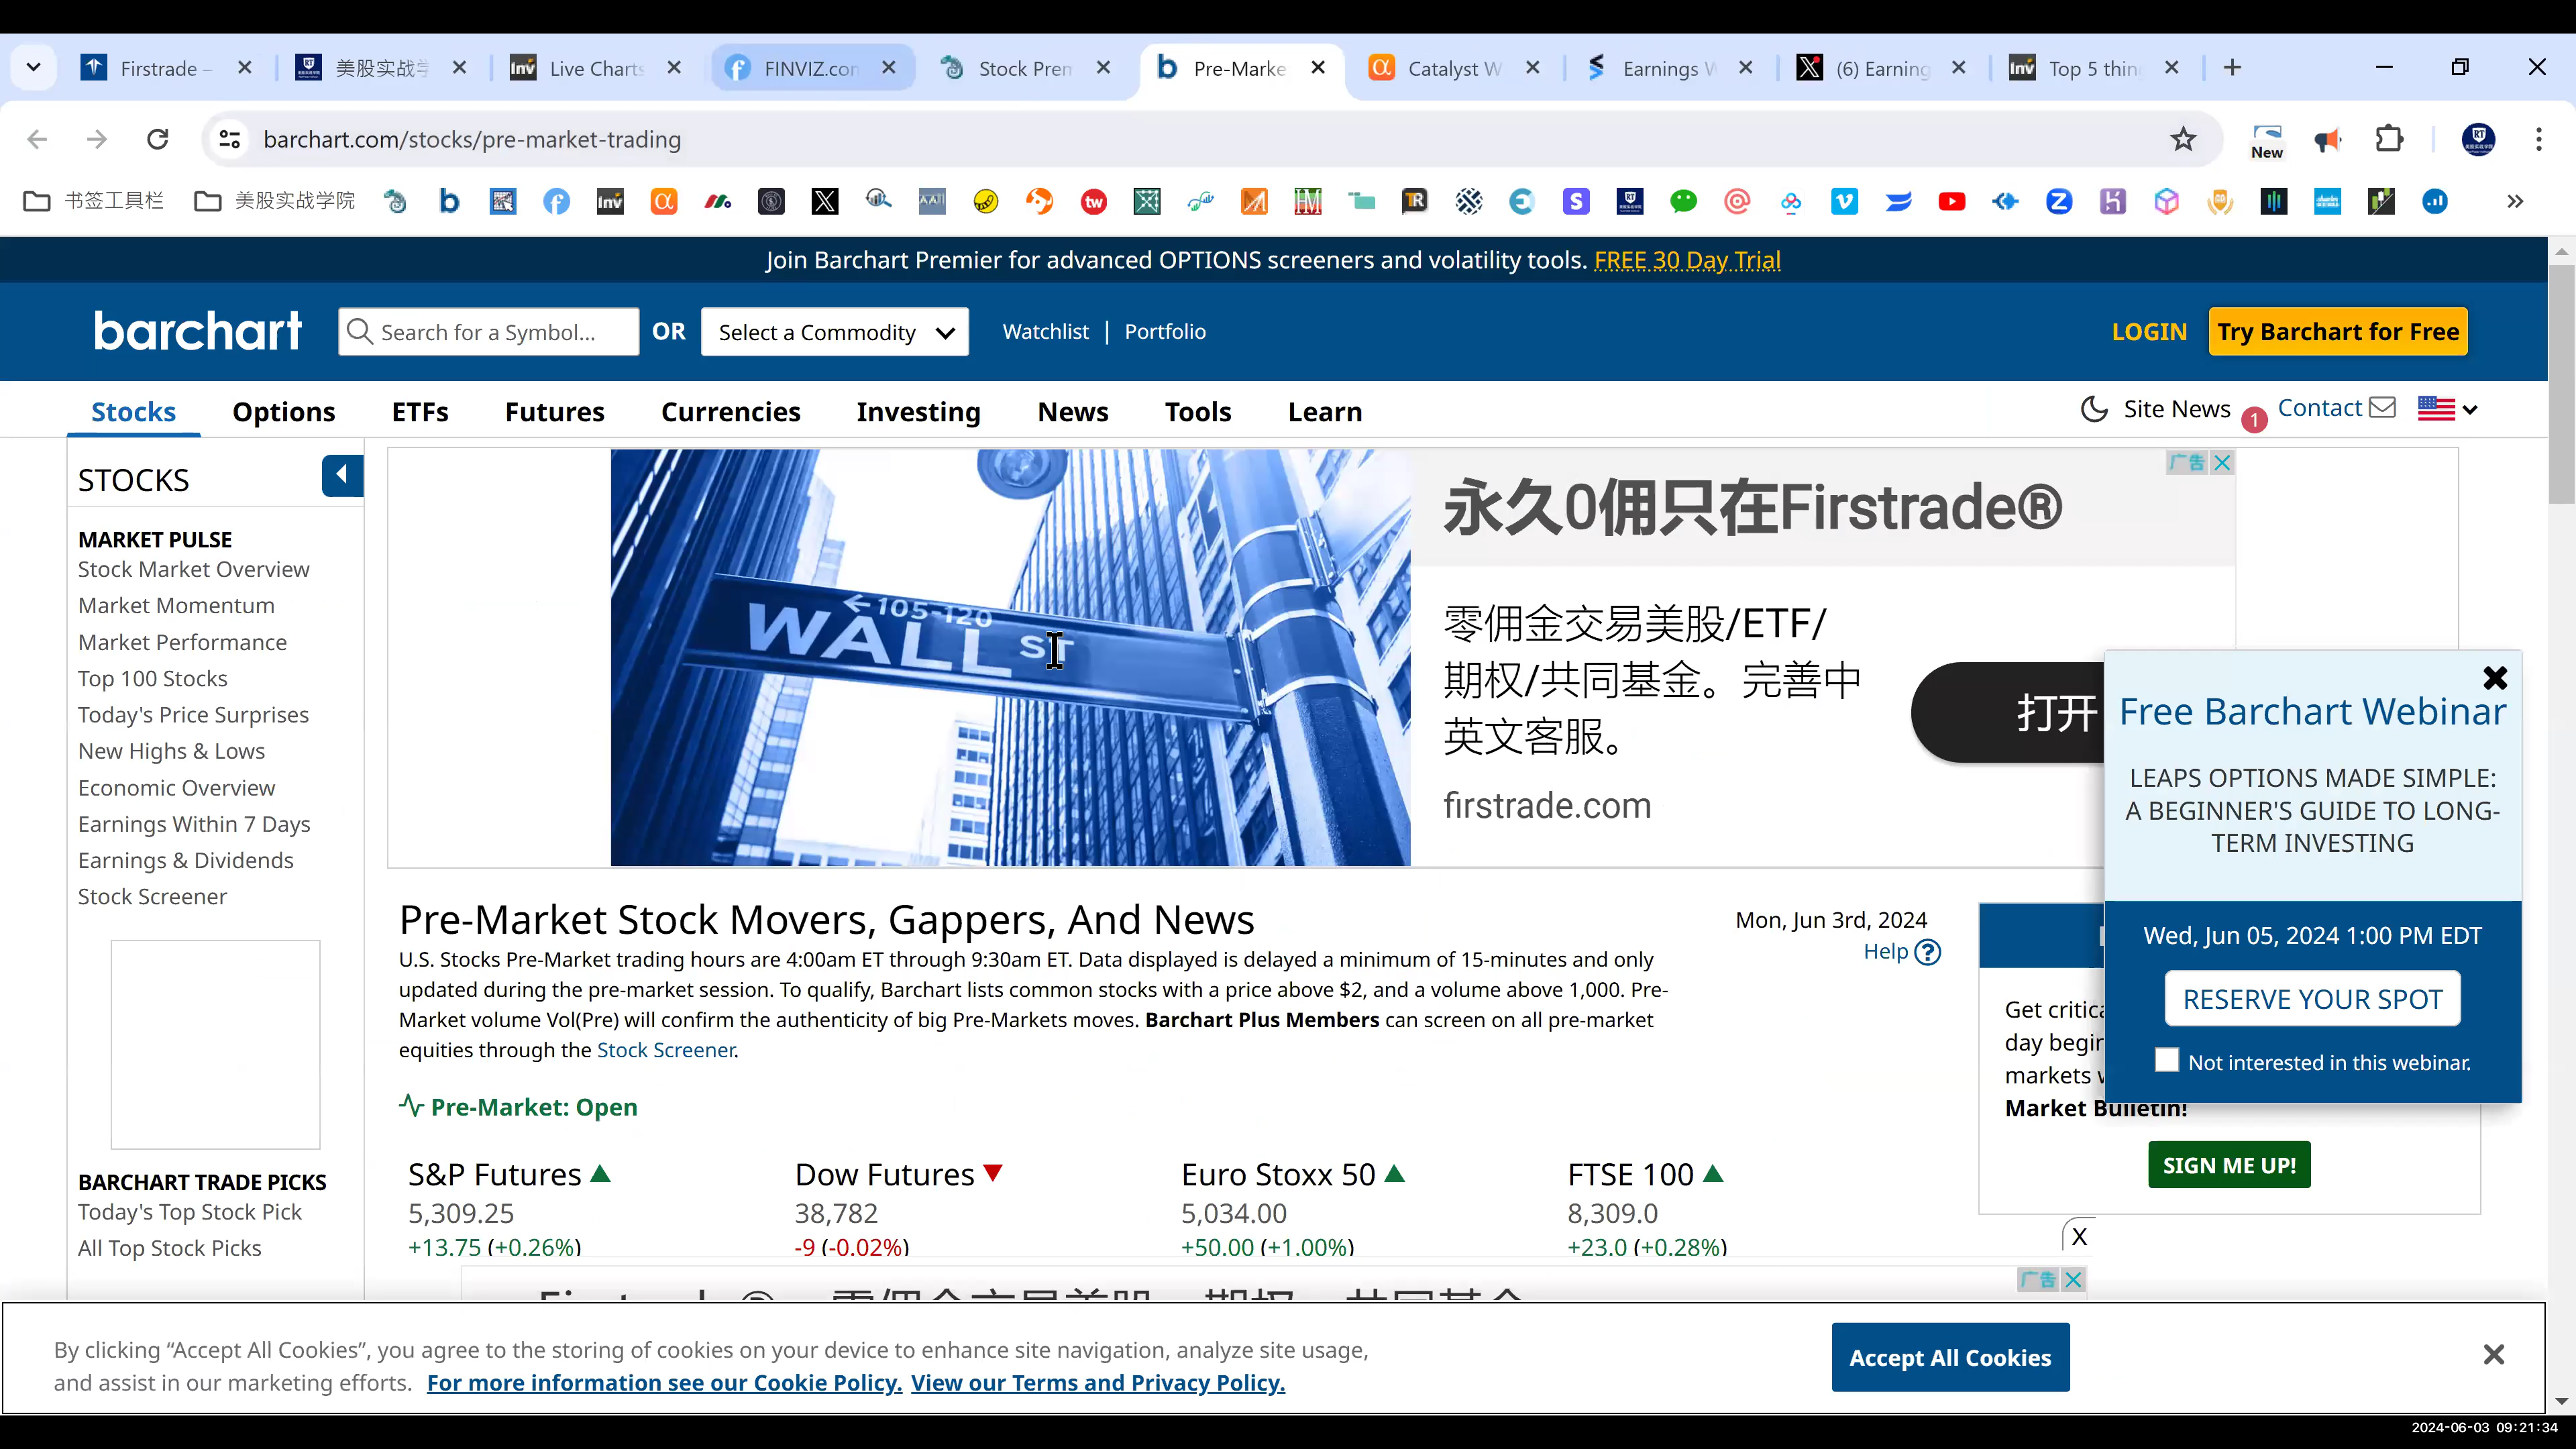 Firstrade –
美股实战学
Live Charts
FINVIZ.com
Stock Prem
Pre-Marke
Catalyst W
Earnings W
(6) Earning
Top 5 thin
barchart.com/stocks/pre-market-trading
New
书签工具栏
美股实战学院
Join Barchart Premier for advanced OPTIONS screeners and volatility tools. FREE 30 Day Trial
barchart
Search for a Symbol...
OR
Select a Commodity
Watchlist | Portfolio
LOGIN
Try Barchart for Free
Stocks
Options
ETFs
Futures
Currencies
Investing
News
Tools
Learn
Site News
1
Contact
STOCKS
MARKET PULSE
Stock Market Overview
Market Momentum
Market Performance
Top 100 Stocks
Today's Price Surprises
New Highs & Lows
Economic Overview
Earnings Within 7 Days
Earnings & Dividends
Stock Screener
BARCHART TRADE PICKS
Today's Top Stock Pick
All Top Stock Picks
←105-120
WALL ST
广告
永久0佣只在Firstrade®
零佣金交易美股/ETF/
期权/共同基金。完善中
英文客服。
firstrade.com
打开
Free Barchart Webinar
LEAPS OPTIONS MADE SIMPLE:
A BEGINNER'S GUIDE TO LONG-
TERM INVESTING
Wed, Jun 05, 2024 1:00 PM EDT
RESERVE YOUR SPOT
Not interested in this webinar.
Pre-Market Stock Movers, Gappers, And News
Mon, Jun 3rd, 2024
Help
U.S. Stocks Pre-Market trading hours are 4:00am ET through 9:30am ET. Data displayed is delayed a minimum of 15-minutes and only
updated during the pre-market session. To qualify, Barchart lists common stocks with a price above $2, and a volume above 1,000. Pre-
Market volume Vol(Pre) will confirm the authenticity of big Pre-Markets moves. Barchart Plus Members can screen on all pre-market
equities through the Stock Screener.
Get critica
day begin
markets
Market Bulletin!
SIGN ME UP!
Pre-Market: Open
S&P Futures
5,309.25
+13.75 (+0.26%)
Dow Futures
38,782
-9 (-0.02%)
Euro Stoxx 50
5,034.00
+50.00 (+1.00%)
FTSE 100
8,309.0
+23.0 (+0.28%)
X
广告
By clicking “Accept All Cookies”, you agree to the storing of cookies on your device to enhance site navigation, analyze site usage,
and assist in our marketing efforts. For more information see our Cookie Policy. View our Terms and Privacy Policy.
Accept All Cookies
2024-06-03 09:21:34